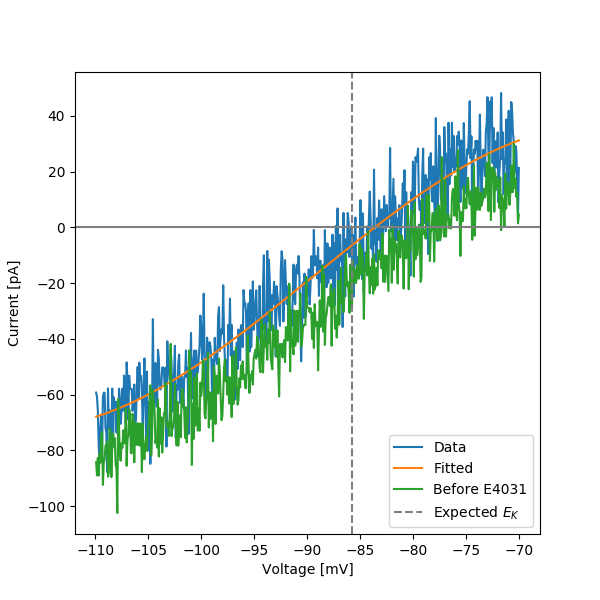 40
20
0
−20
−40
−60
−80
−100
Current [pA]
Data
Fitted
Before E4031
Expected E_K
−110 −105 −100 −95 −90 −85 −80 −75 −70
Voltage [mV]